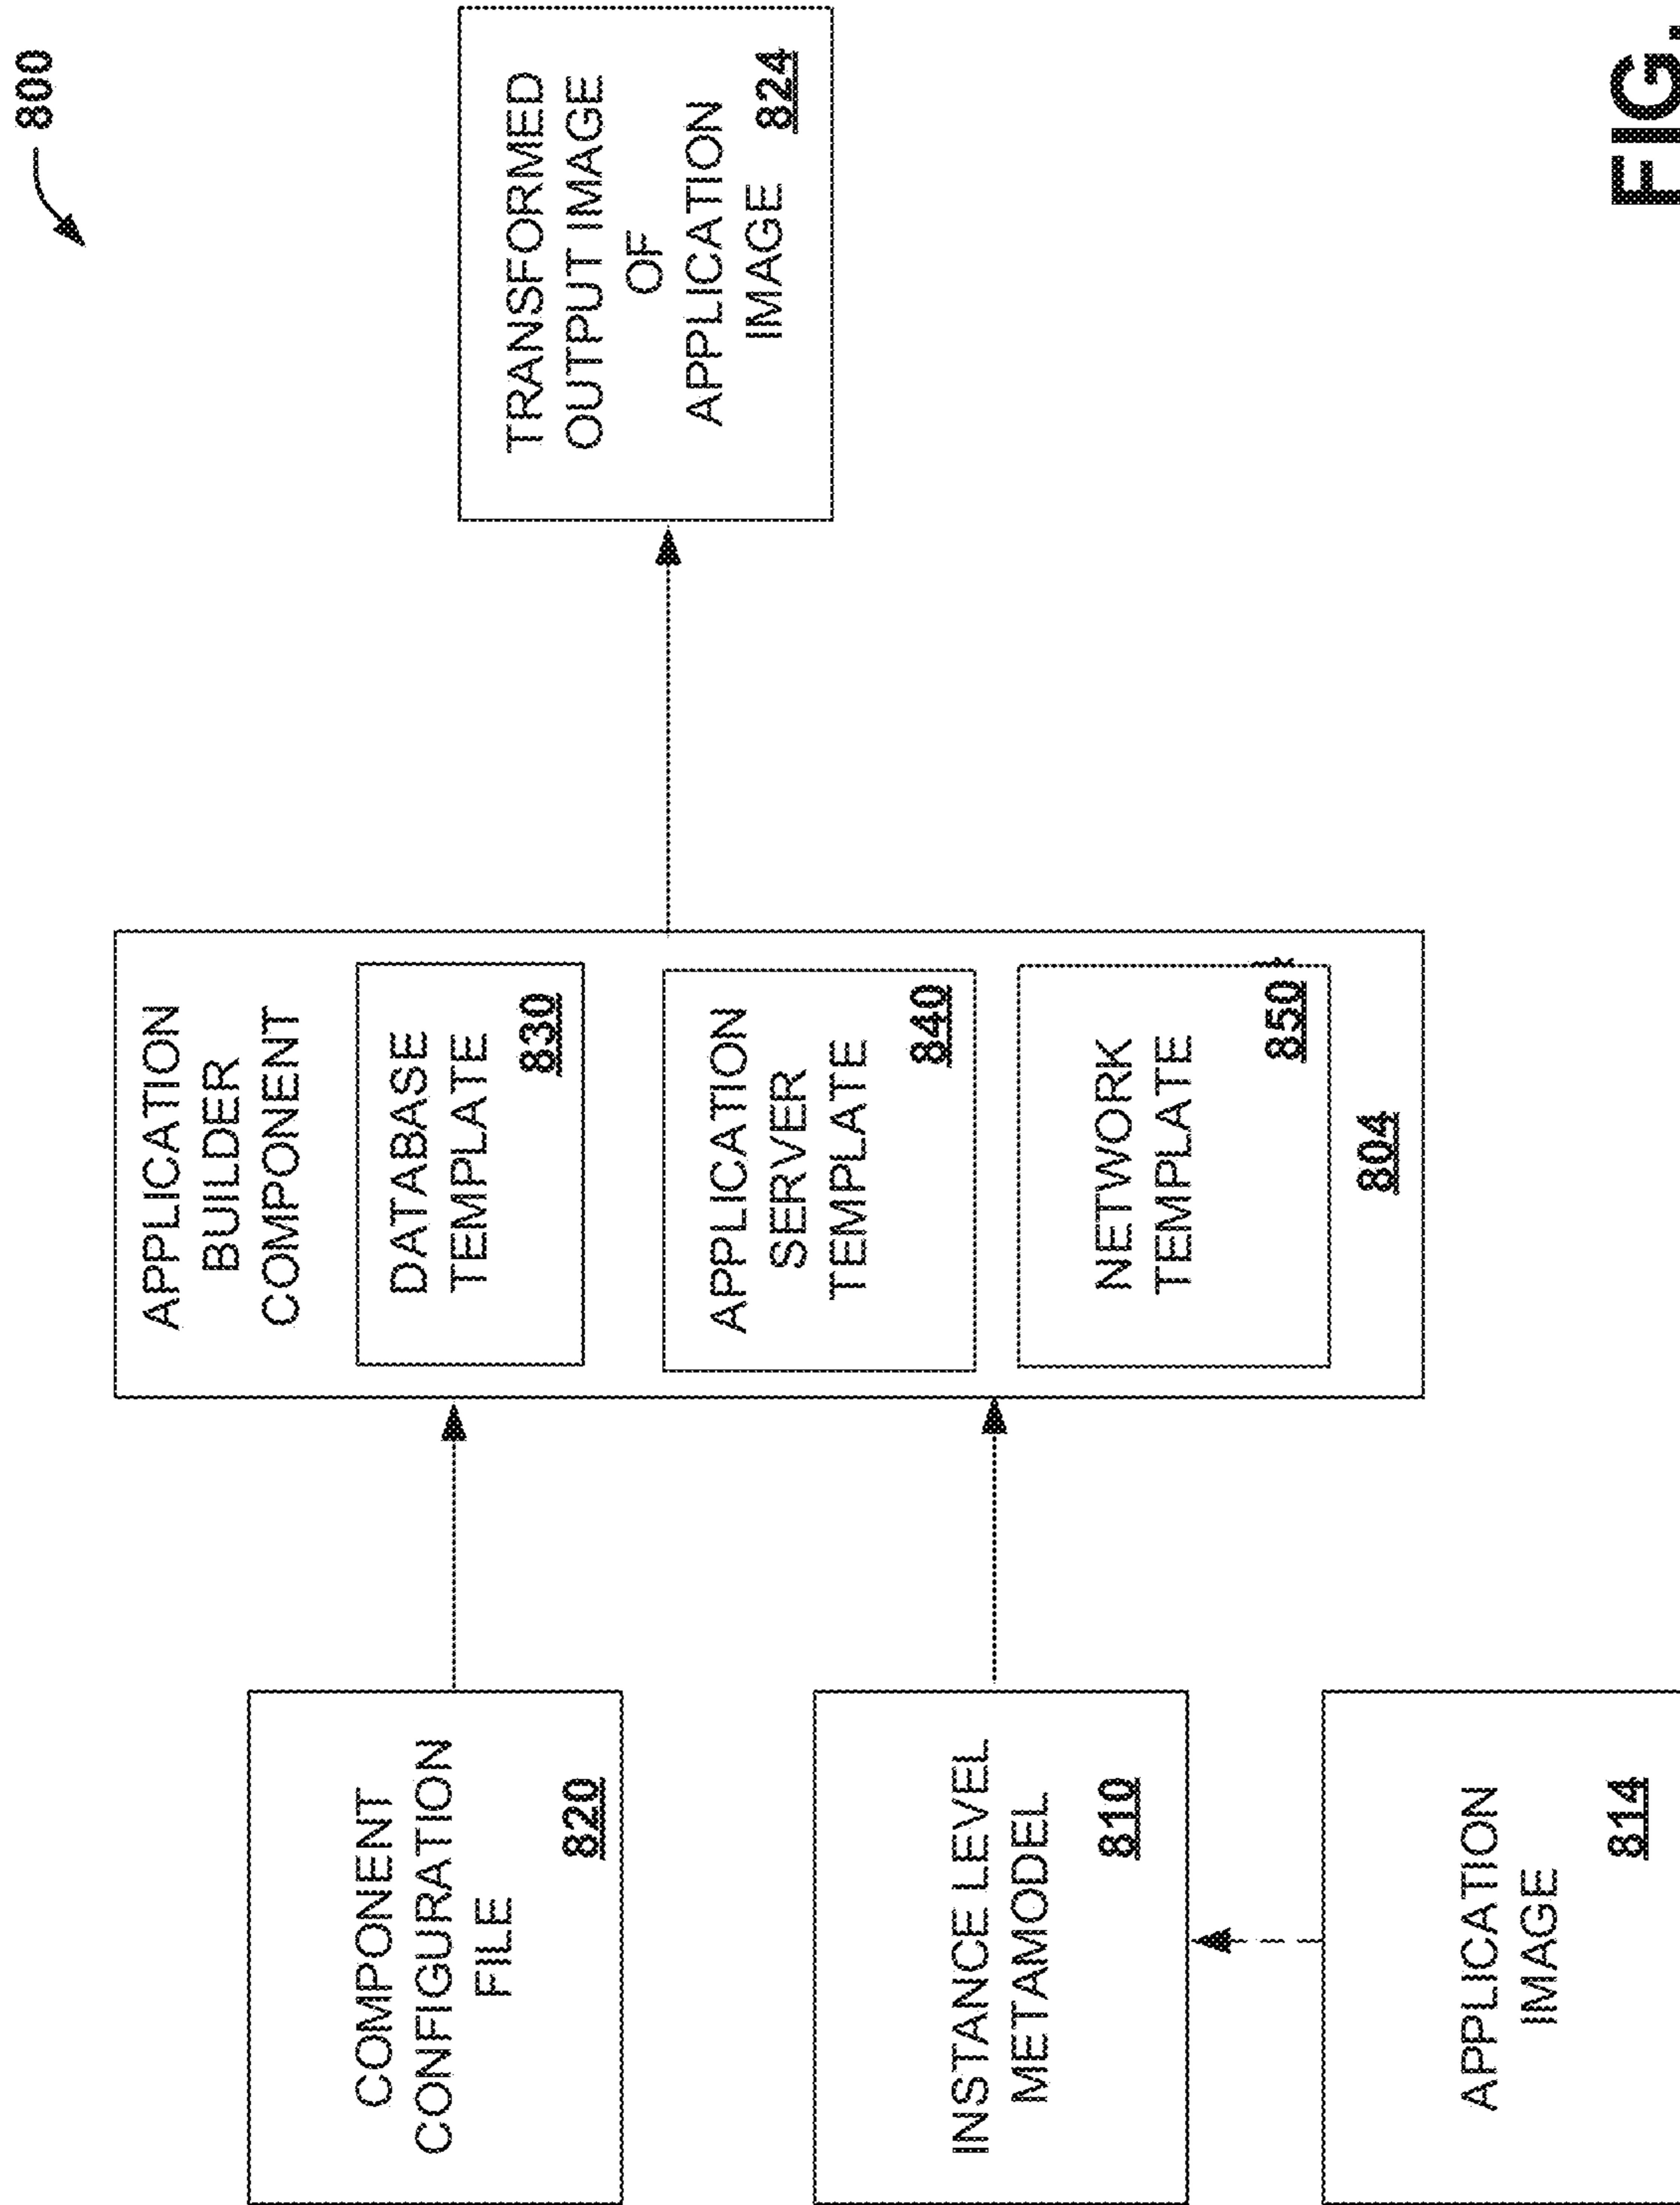 800
COMPONENT
CONFIGURATION
FILE
820
INSTANCE LEVEL
METAMODEL
810
APPLICATION
IMAGE
814
APPLICATION
BUILDER
COMPONENT
DATABASE
TEMPLATE
830
APPLICATION
SERVER
TEMPLATE
840
NETWORK
TEMPLATE
850
804
TRANSFORMED
OUTPUT IMAGE
OF
APPLICATION
IMAGE
824
FIG.